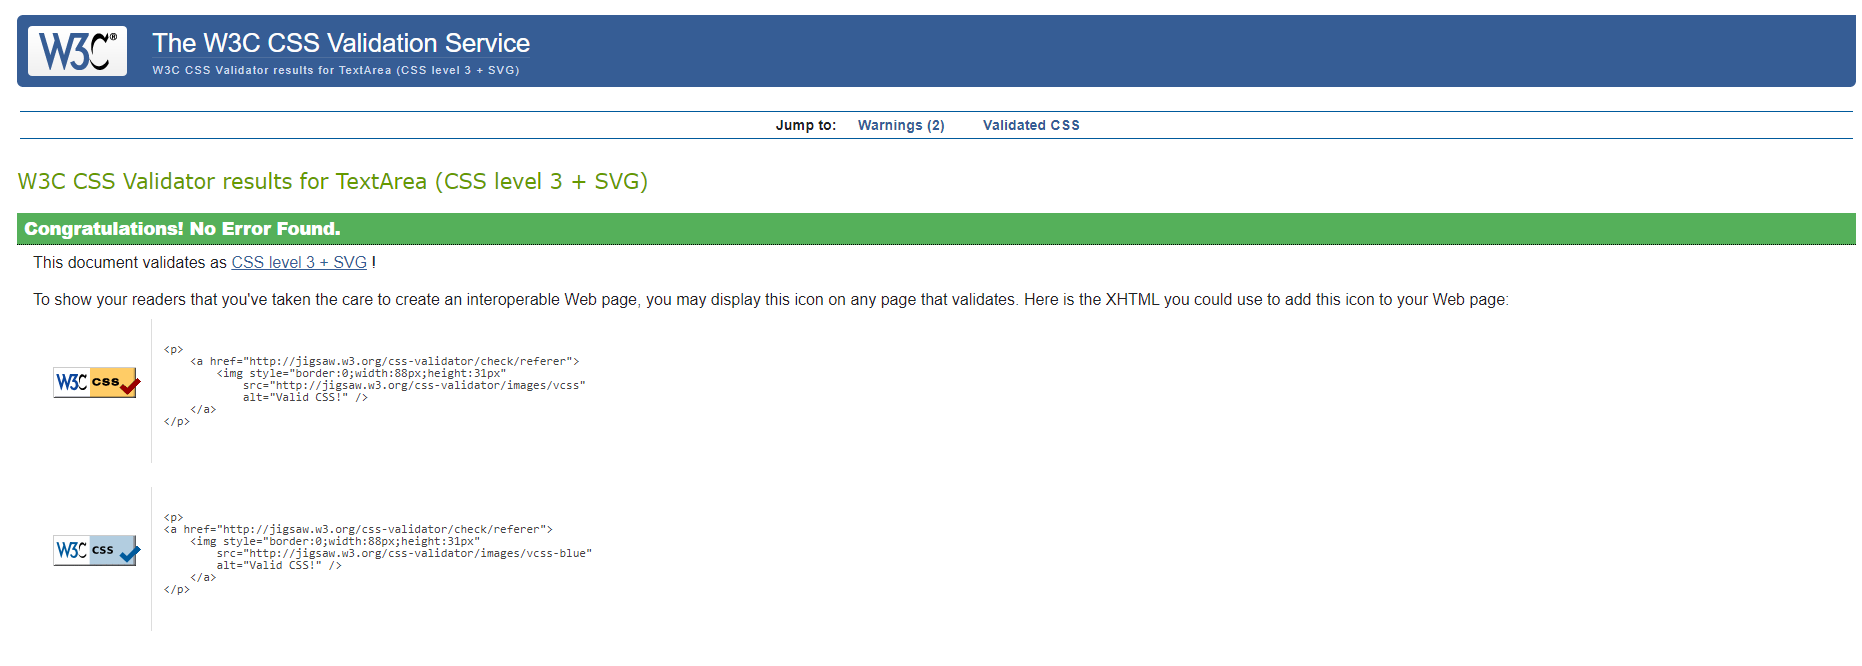 W3C®
The W3C CSS Validation Service
W3C CSS Validator results for TextArea (CSS level 3 + SVG)
Jump to: Warnings (2) Validated CSS
W3C CSS Validator results for TextArea (CSS level 3 + SVG)
Congratulations! No Error Found.
This document validates as CSS level 3 + SVG !
To show your readers that you've taken the care to create an interoperable Web page, you may display this icon on any page that validates. Here is the XHTML you could use to add this icon to your Web page:
W3C css
<p>
<a href="http://jigsaw.w3.org/css-validator/check/referer">
<img style="border:0;width:88px;height:31px"
src="http://jigsaw.w3.org/css-validator/images/vcss"
alt="Valid CSS!" />
</a>
</p>
W3C css
<p>
<a href="http://jigsaw.w3.org/css-validator/check/referer">
<img style="border:0;width:88px;height:31px"
src="http://jigsaw.w3.org/css-validator/images/vcss-blue"
alt="Valid CSS!" />
</a>
</p>